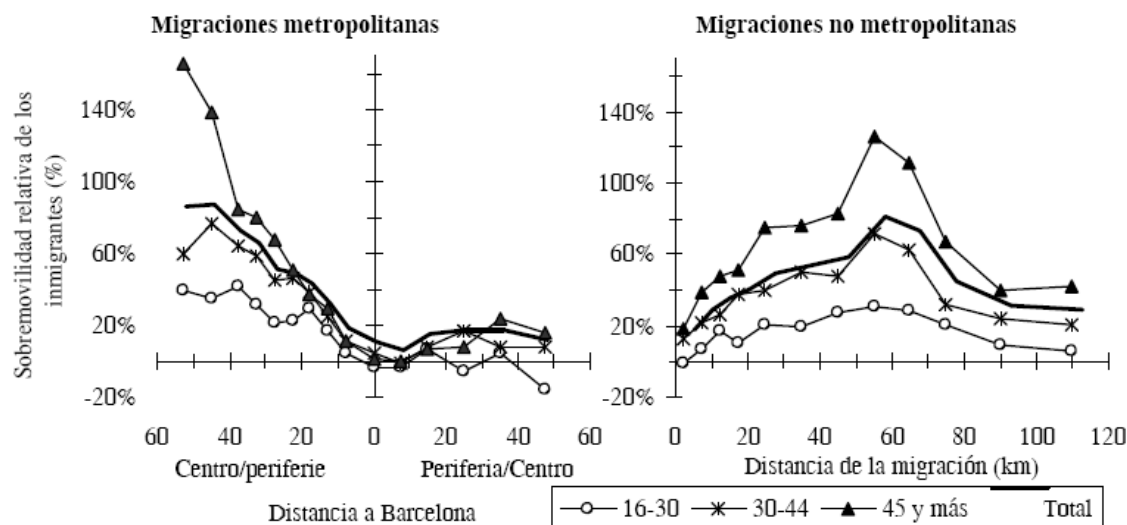 Migraciones metropolitanas
Sobremovilidad relativa de los
inmigrantes (%)
140%
100%
60%
20%
-20%
60 40 20 0 20 40 60
Centro/periferie Periferia/Centro
Distancia a Barcelona
Migraciones no metropolitanas
140%
100%
60%
20%
-20%
0 20 40 60 80 100 120
Distancia de la migración (km)
16-30 30-44 45 y más Total